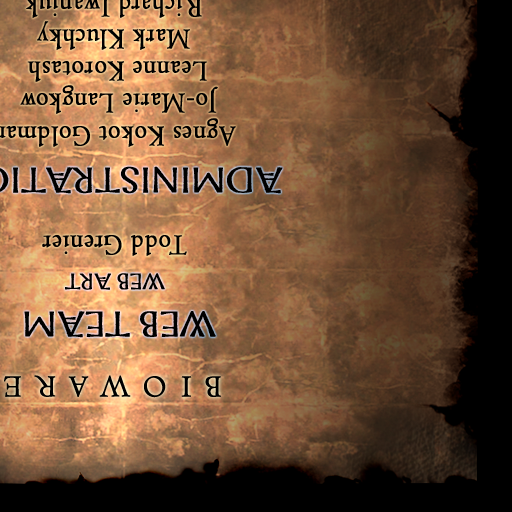 BIOWARE
WEB TEAM
WEB ART
Todd Grenier
ADMINISTRATIO
Agnes Kokot Goldman
Jo-Marie Langkow
Leanne Korotash
Mark Kluchky
Richard Iwaniuk